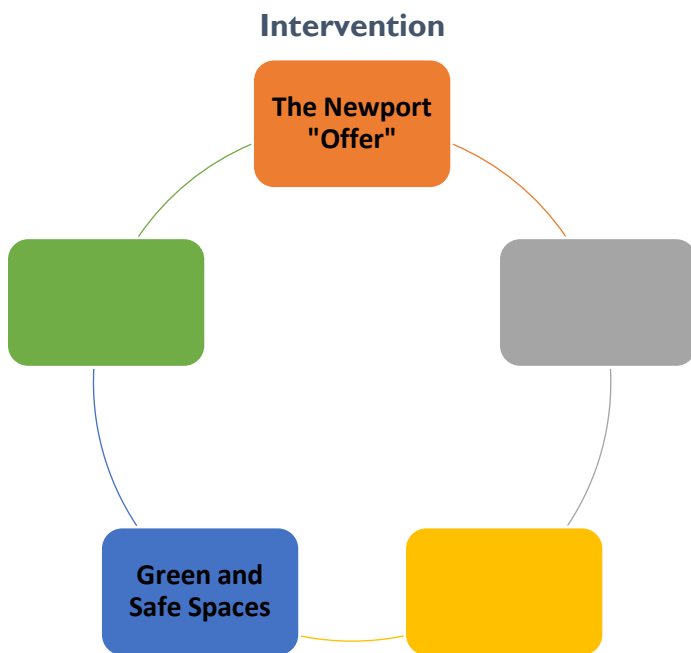 Intervention
The Newport
"Offer"
Green and
Safe Spaces